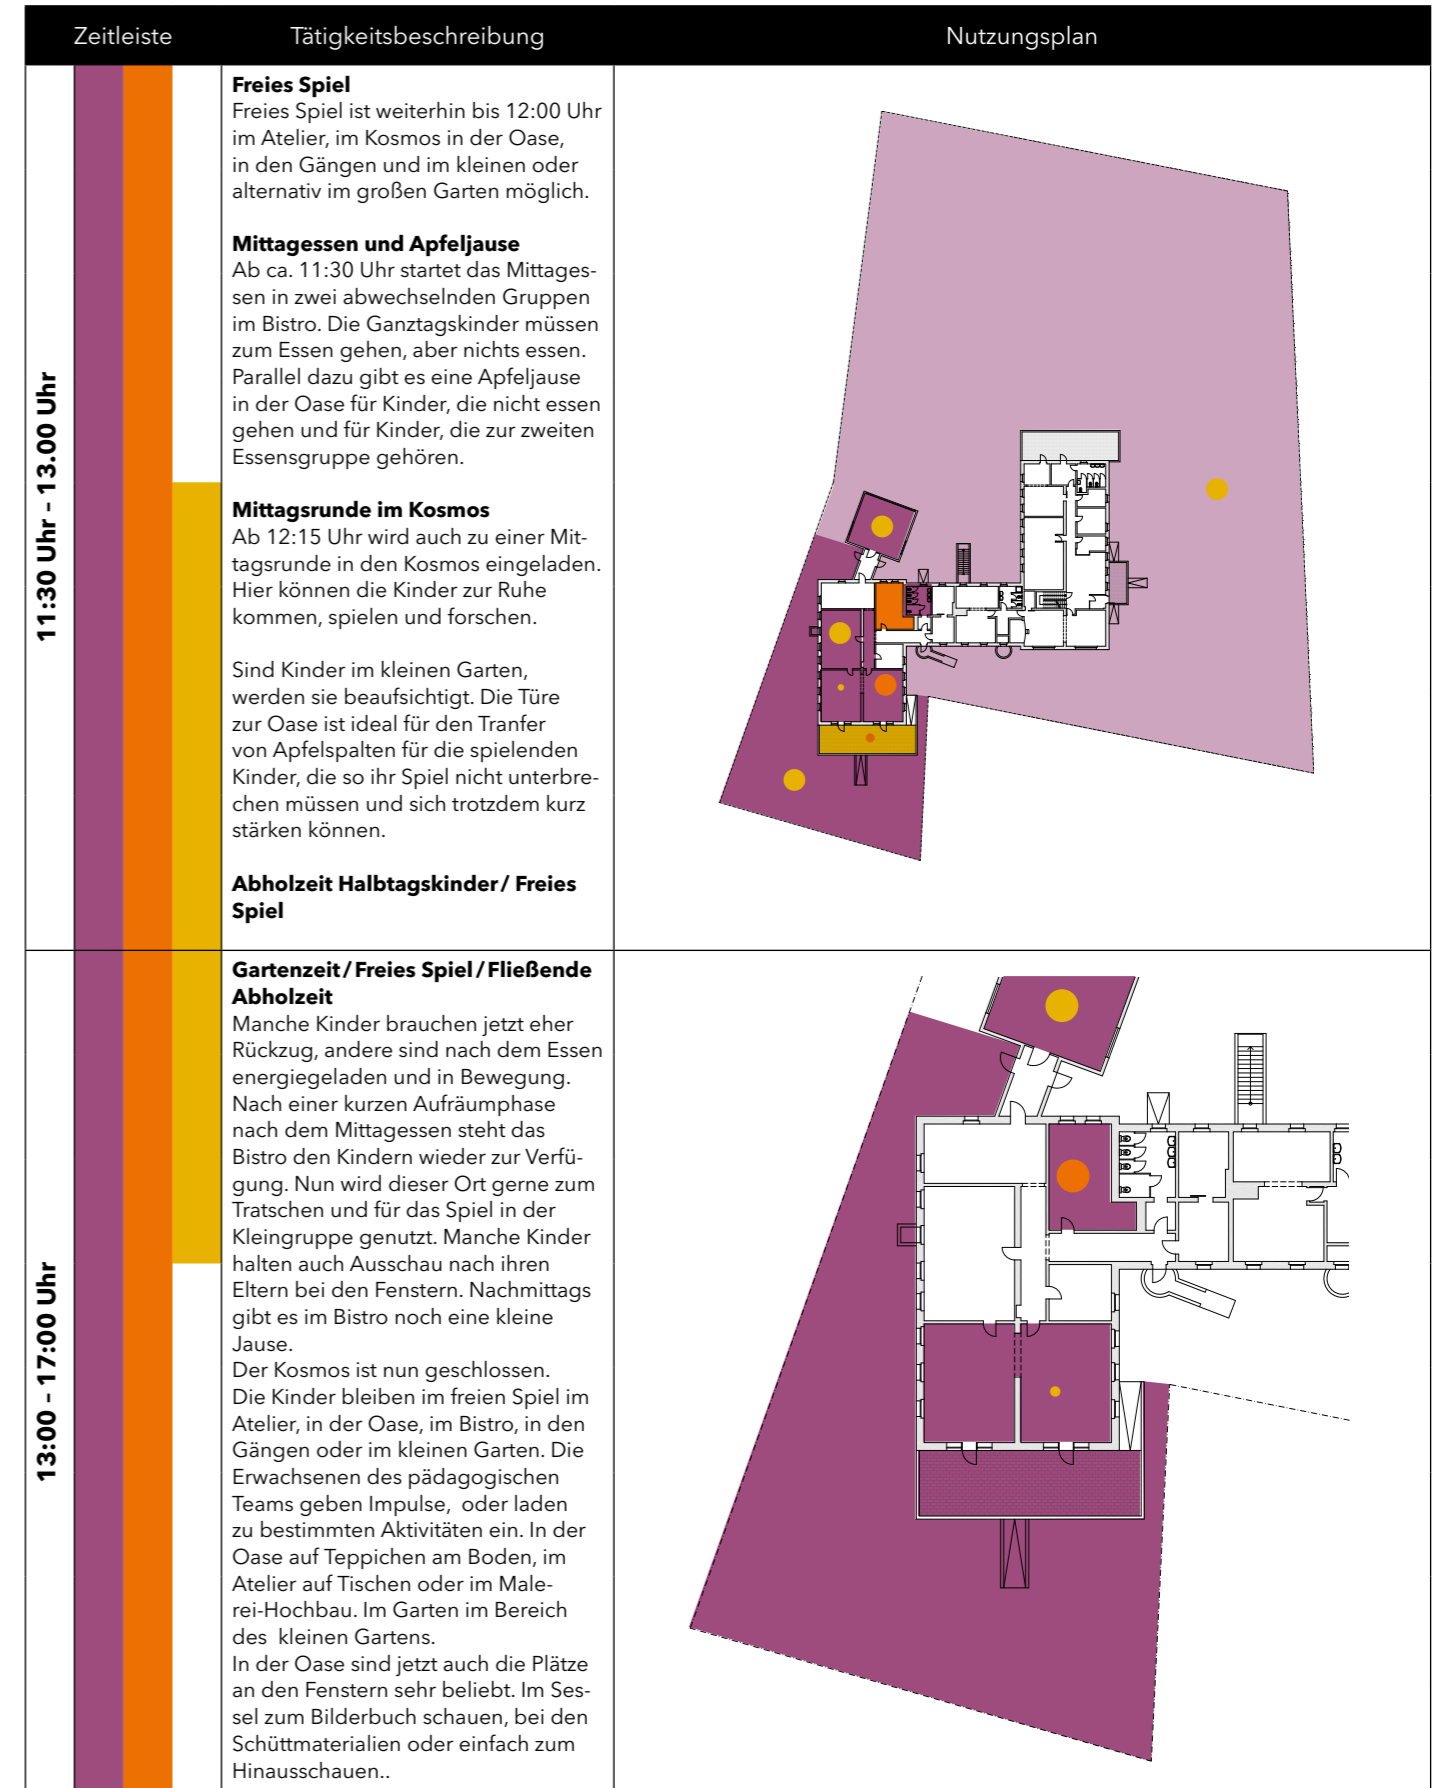 Zeitleiste
Tätigkeitsbeschreibung
Nutzungsplan
11:30 Uhr – 13.00 Uhr
Freies Spiel
Freies Spiel ist weiterhin bis 12:00 Uhr
im Atelier, im Kosmos in der Oase,
in den Gängen und im kleinen oder
alternativ im großen Garten möglich.
Mittagessen und Apfeljause
Ab ca. 11:30 Uhr startet das Mittages-
sen in zwei abwechselnden Gruppen
im Bistro. Die Ganztagskinder müssen
zum Essen gehen, aber nichts essen.
Parallel dazu gibt es eine Apfeljause
in der Oase für Kinder, die nicht essen
gehen und für Kinder, die zur zweiten
Essensgruppe gehören.
Mittagsrunde im Kosmos
Ab 12:15 Uhr wird auch zu einer Mit-
tagsrunde in den Kosmos eingeladen.
Hier können die Kinder zur Ruhe
kommen, spielen und forschen.
Sind Kinder im kleinen Garten,
werden sie beaufsichtigt. Die Türe
zur Oase ist ideal für den Tranfer
von Apfelspalten für die spielenden
Kinder, die so ihr Spiel nicht unterbre-
chen müssen und sich trotzdem kurz
stärken können.
Abholzeit Halbtagskinder/ Freies
Spiel
13:00 – 17:00 Uhr
Gartenzeit/Freies Spiel/Fließende
Abholzeit
Manche Kinder brauchen jetzt eher
Rückzug, andere sind nach dem Essen
energiegeladen und in Bewegung.
Nach einer kurzen Aufräumphase
nach dem Mittagessen steht das
Bistro den Kindern wieder zur Verfü-
gung. Nun wird dieser Ort gerne zum
Tratschen und für das Spiel in der
Kleingruppe genutzt. Manche Kinder
halten auch Ausschau nach ihren
Eltern bei den Fenstern. Nachmittags
gibt es im Bistro noch eine kleine
Jause.
Der Kosmos ist nun geschlossen.
Die Kinder bleiben im freien Spiel im
Atelier, in der Oase, im Bistro, in den
Gängen oder im kleinen Garten. Die
Erwachsenen des pädagogischen
Teams geben Impulse,  oder laden
zu bestimmten Aktivitäten ein. In der
Oase auf Teppichen am Boden, im
Atelier auf Tischen oder im Male-
rei-Hochbau. Im Garten im Bereich
des  kleinen Gartens.
In der Oase sind jetzt auch die Plätze
an den Fenstern sehr beliebt. Im Ses-
sel zum Bilderbuch schauen, bei den
Schüttmaterialien oder einfach zum
Hinausschauen..